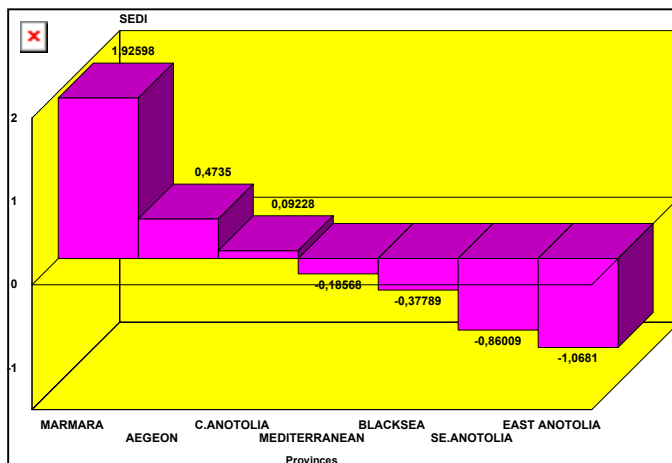 SEDI
1,92598
0,4735
0,09228
-0,18568
-0,37789
-0,86009
-1,0681
2
1
0
-1
MARMARA
AEGEON
C.ANOTOLIA
MEDITERRANEAN
BLACKSEA
SE.ANOTOLIA
EAST ANOTOLIA
Provinces